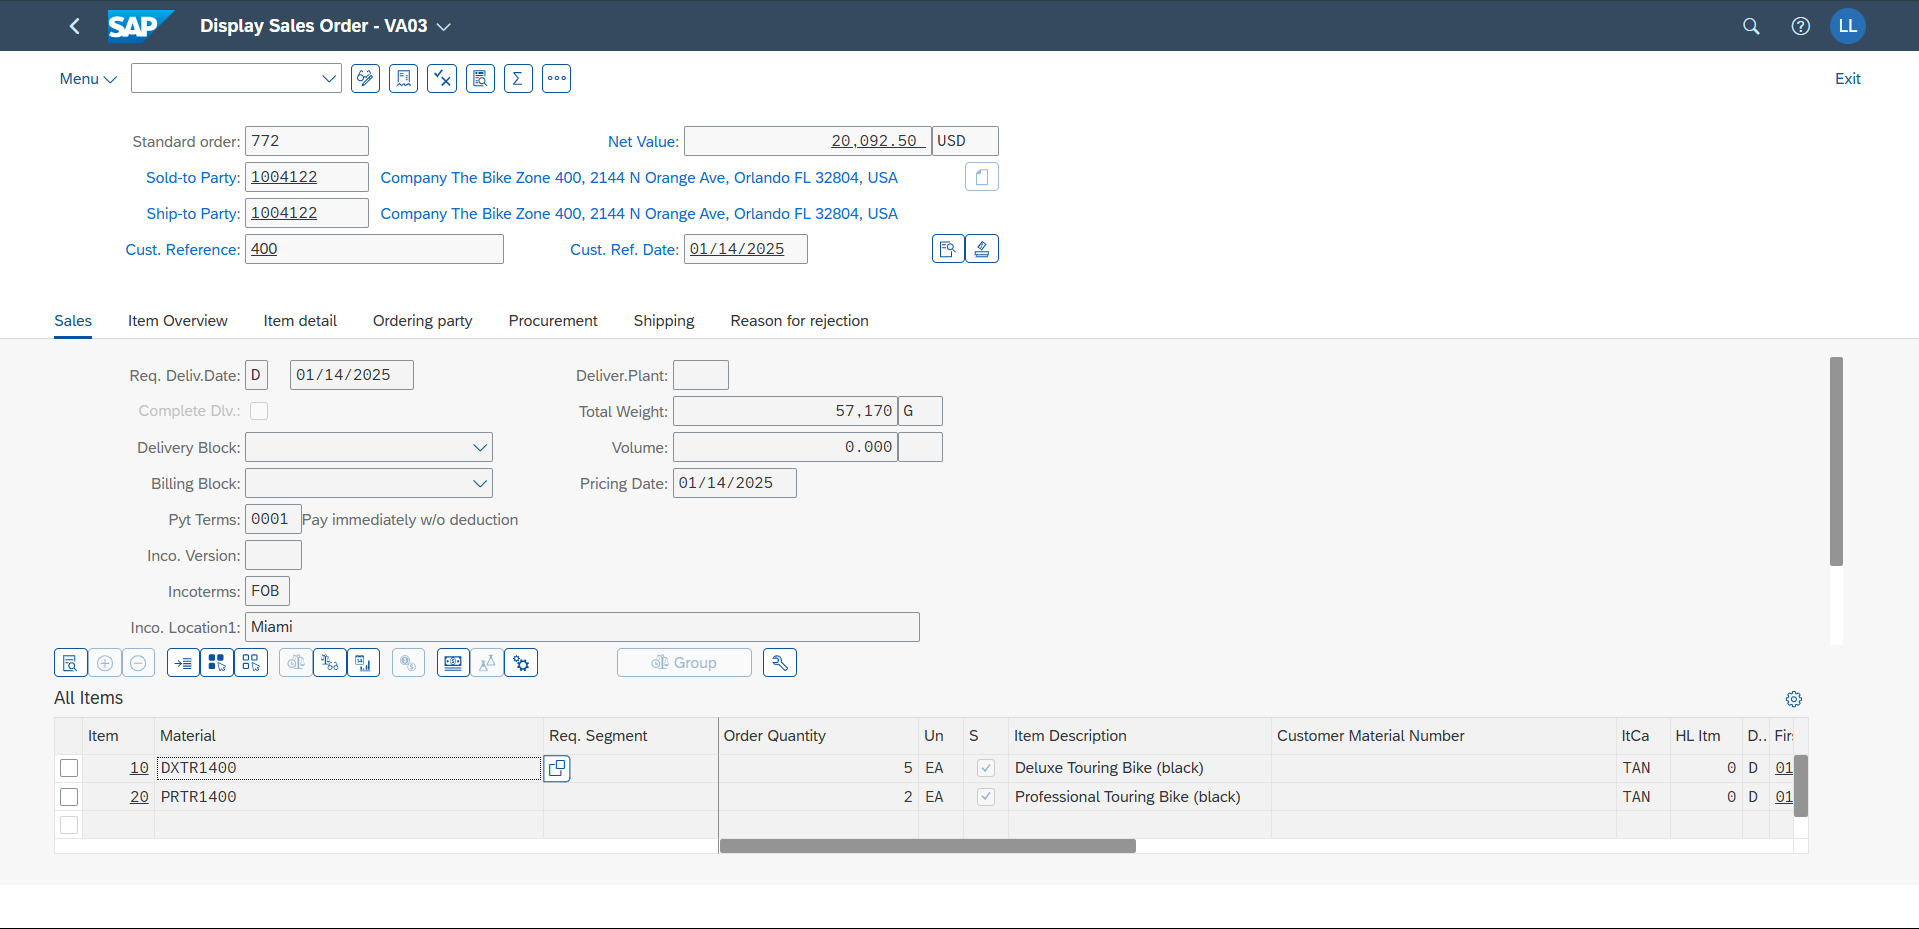 SAP Display Sales Order - VA03 LL
Menu Exit
Standard order: 772 Net Value: 20,092.50 USD
Sold-to Party: 1004122 Company The Bike Zone 400, 2144 N Orange Ave, Orlando FL 32804, USA
Ship-to Party: 1004122 Company The Bike Zone 400, 2144 N Orange Ave, Orlando FL 32804, USA
Cust. Reference: 400 Cust. Ref. Date: 01/14/2025
Sales Item Overview Item detail Ordering party Procurement Shipping Reason for rejection
Req. Deliv.Date: D 01/14/2025 Deliver.Plant:
Complete Dlv.: Total Weight: 57,170 G
Delivery Block: Volume: 0.000
Billing Block: Pricing Date: 01/14/2025
Pyt Terms: 0001 Pay immediately w/o deduction
Inco. Version:
Incoterms: FOB
Inco. Location1: Miami
Group
All Items
Item Material Req. Segment Order Quantity Un S Item Description Customer Material Number ItCa HL Itm D.. Fir
10 DXTR1400 5 EA Deluxe Touring Bike (black) TAN 0 D 01
20 PRTR1400 2 EA Professional Touring Bike (black) TAN 0 D 01